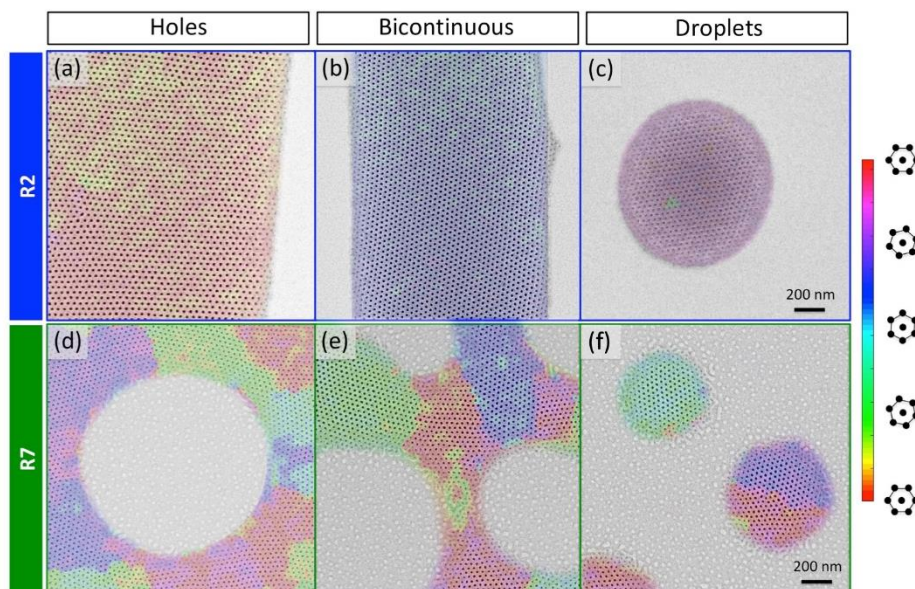 Holes
Bicontinuous
Droplets
R2
(a)
(b)
(c)
200 nm
R7
(d)
(e)
(f)
200 nm